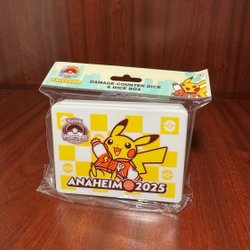 DAMAGE-COUNTER DICE
& DICE BOX
ANAHEIM 2025